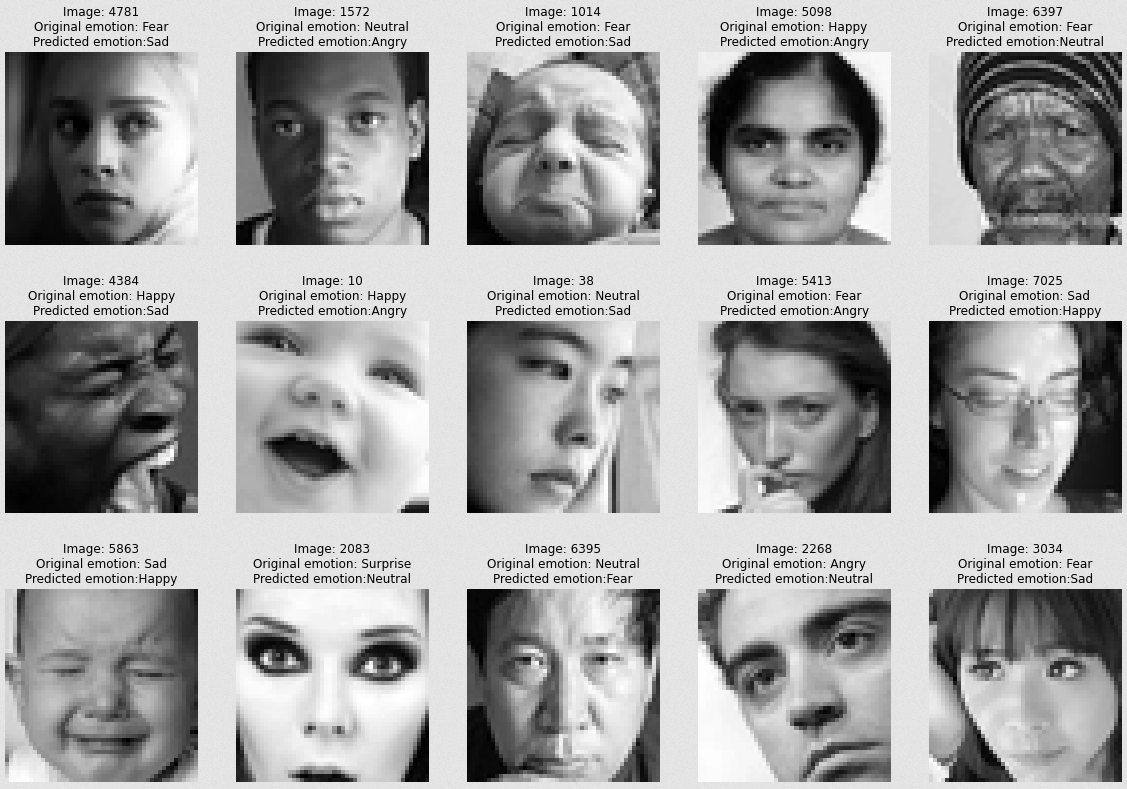 Image: 4781
Original emotion: Fear
Predicted emotion:Sad
Image: 1572
Original emotion: Neutral
Predicted emotion:Angry
Image: 1014
Original emotion: Fear
Predicted emotion:Sad
Image: 5098
Original emotion: Happy
Predicted emotion:Angry
Image: 6397
Original emotion: Fear
Predicted emotion:Neutral
Image: 4384
Original emotion: Happy
Predicted emotion:Sad
Image: 10
Original emotion: Happy
Predicted emotion:Angry
Image: 38
Original emotion: Neutral
Predicted emotion:Sad
Image: 5413
Original emotion: Fear
Predicted emotion:Angry
Image: 7025
Original emotion: Sad
Predicted emotion:Happy
Image: 5863
Original emotion: Sad
Predicted emotion:Happy
Image: 2083
Original emotion: Surprise
Predicted emotion:Neutral
Image: 6395
Original emotion: Neutral
Predicted emotion:Fear
Image: 2268
Original emotion: Angry
Predicted emotion:Neutral
Image: 3034
Original emotion: Fear
Predicted emotion:Sad